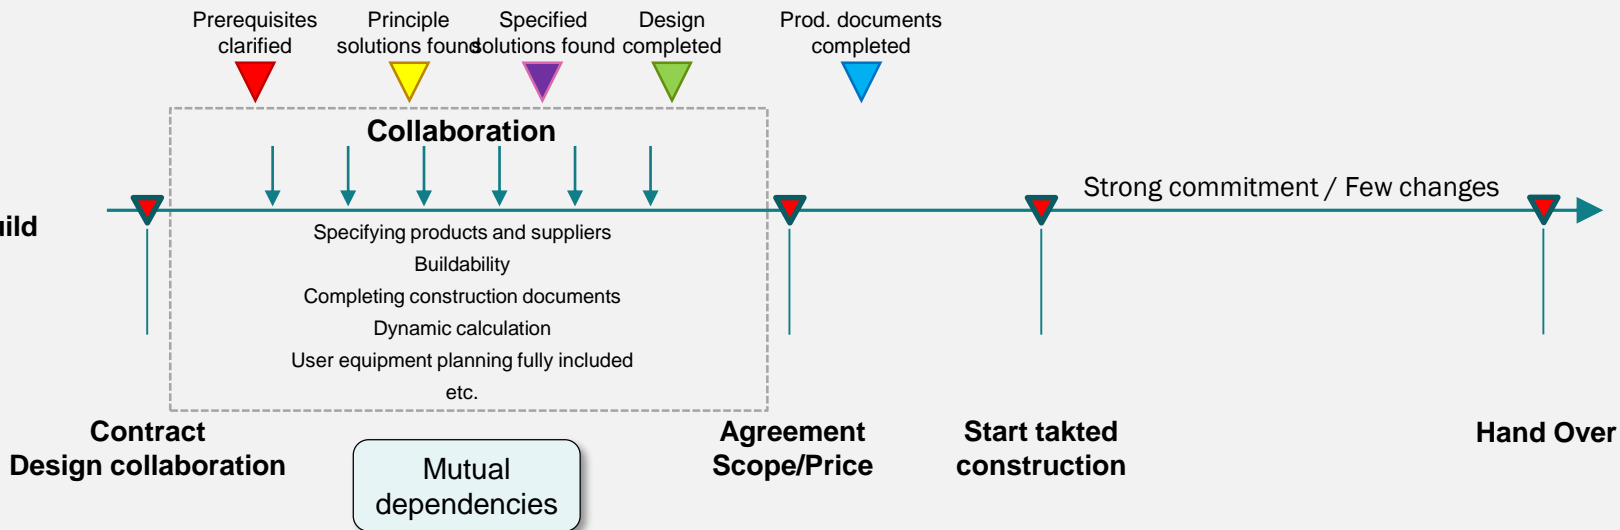 Prerequisites
clarified
Principle
solutions found
Specified
solutions found
Design
completed
Prod. documents
completed
Collaboration
Strong commitment / Few changes
Specifying products and suppliers
Buildability
Completing construction documents
Dynamic calculation
User equipment planning fully included
etc.
Contract
Design collaboration
Mutual
dependencies
Agreement
Scope/Price
Start takted
construction
Hand Over